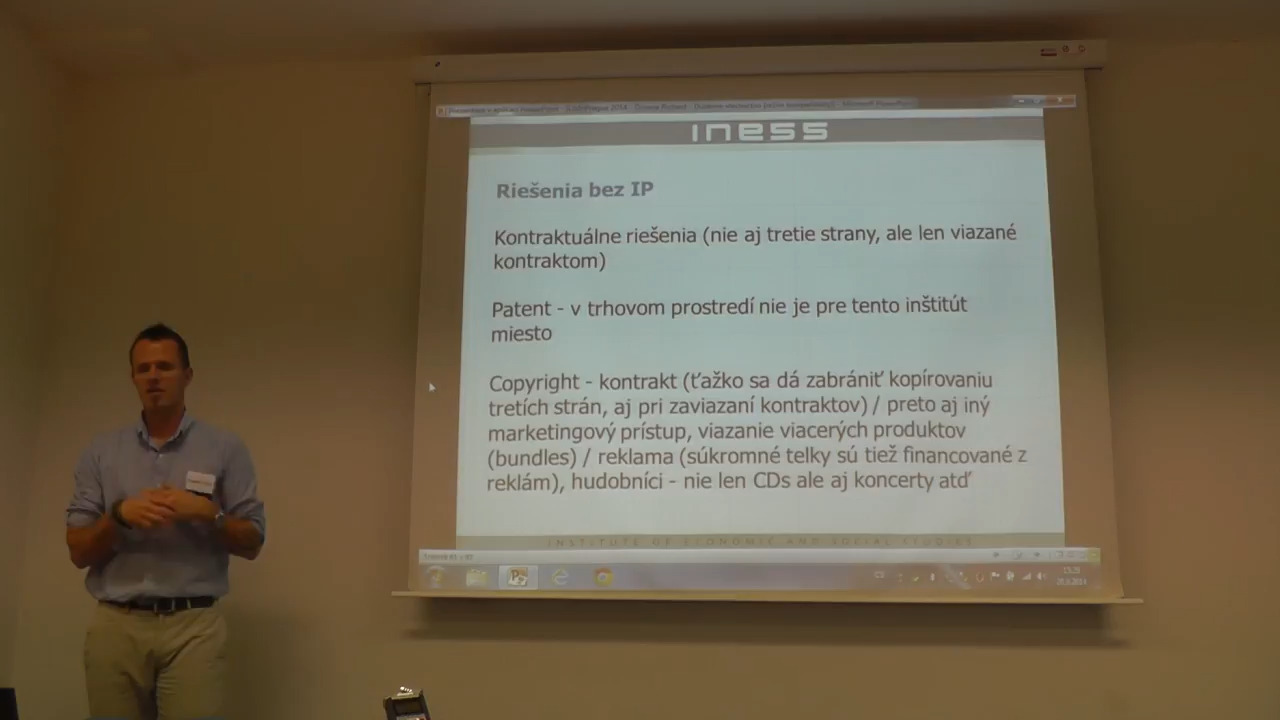 INESS
Riešenia bez IP
Kontraktuálne riešenia (nie aj tretie strany, ale len viazané
kontraktom)
Patent - v trhovom prostredí nie je pre tento inštitút
miesto
Copyright - kontrakt (ťažko sa dá zabrániť kopírovaniu
tretích strán, aj pri zaviazaní kontraktov) / preto aj iný
marketingový prístup, viazanie viacerých produktov
(bundles) / reklama (súkromné telky sú tiež financované z
reklám), hudobníci - nie len CDs ale aj koncerty atď
INSTITUTE OF ECONOMIC AND SOCIAL STUDIES